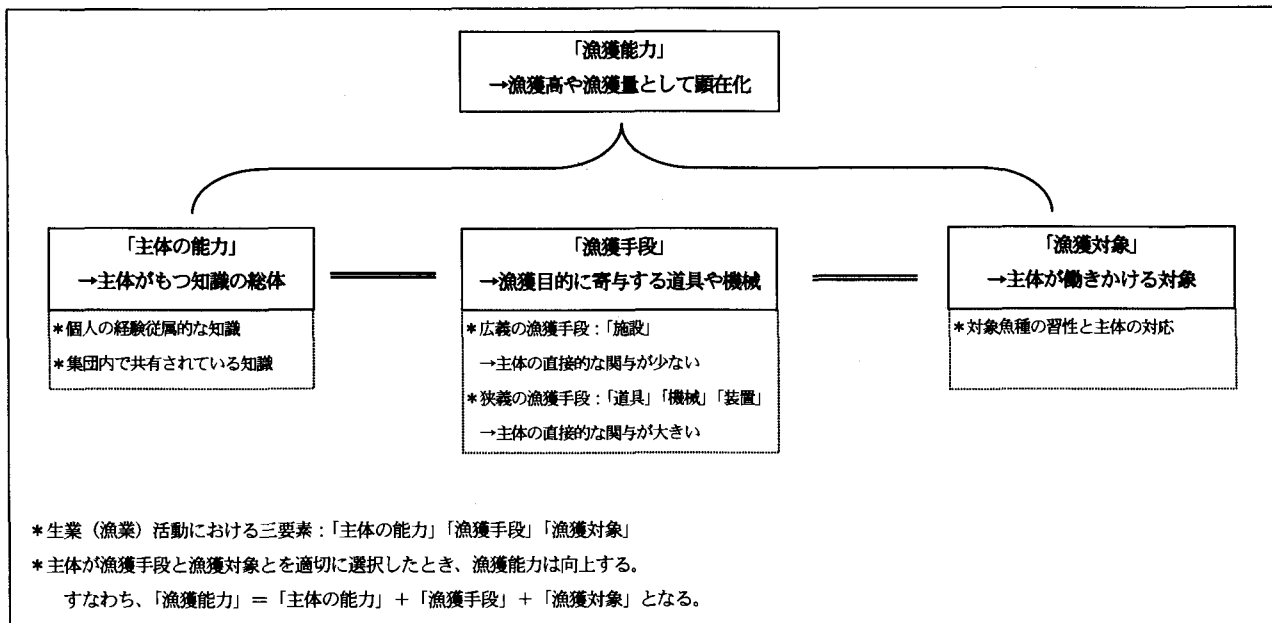 「漁獲能力」
→漁獲高や漁獲量として顕在化
「主体の能力」
→主体がもつ知識の総体
＊個人の経験従属的な知識
＊集団内で共有されている知識
「漁獲手段」
→漁獲目的に寄与する道具や機械
＊広義の漁獲手段：「施設」
→主体の直接的な関与が少ない
＊狭義の漁獲手段：「道具」「機械」「装置」
→主体の直接的な関与が大きい
「漁獲対象」
→主体が働きかける対象
＊対象魚種の習性と主体の対応
＊生業（漁業）活動における三要素：「主体の能力」「漁獲手段」「漁獲対象」
＊主体が漁獲手段と漁獲対象とを適切に選択したとき、漁獲能力は向上する。
すなわち、「漁獲能力」＝「主体の能力」＋「漁獲手段」＋「漁獲対象」となる。